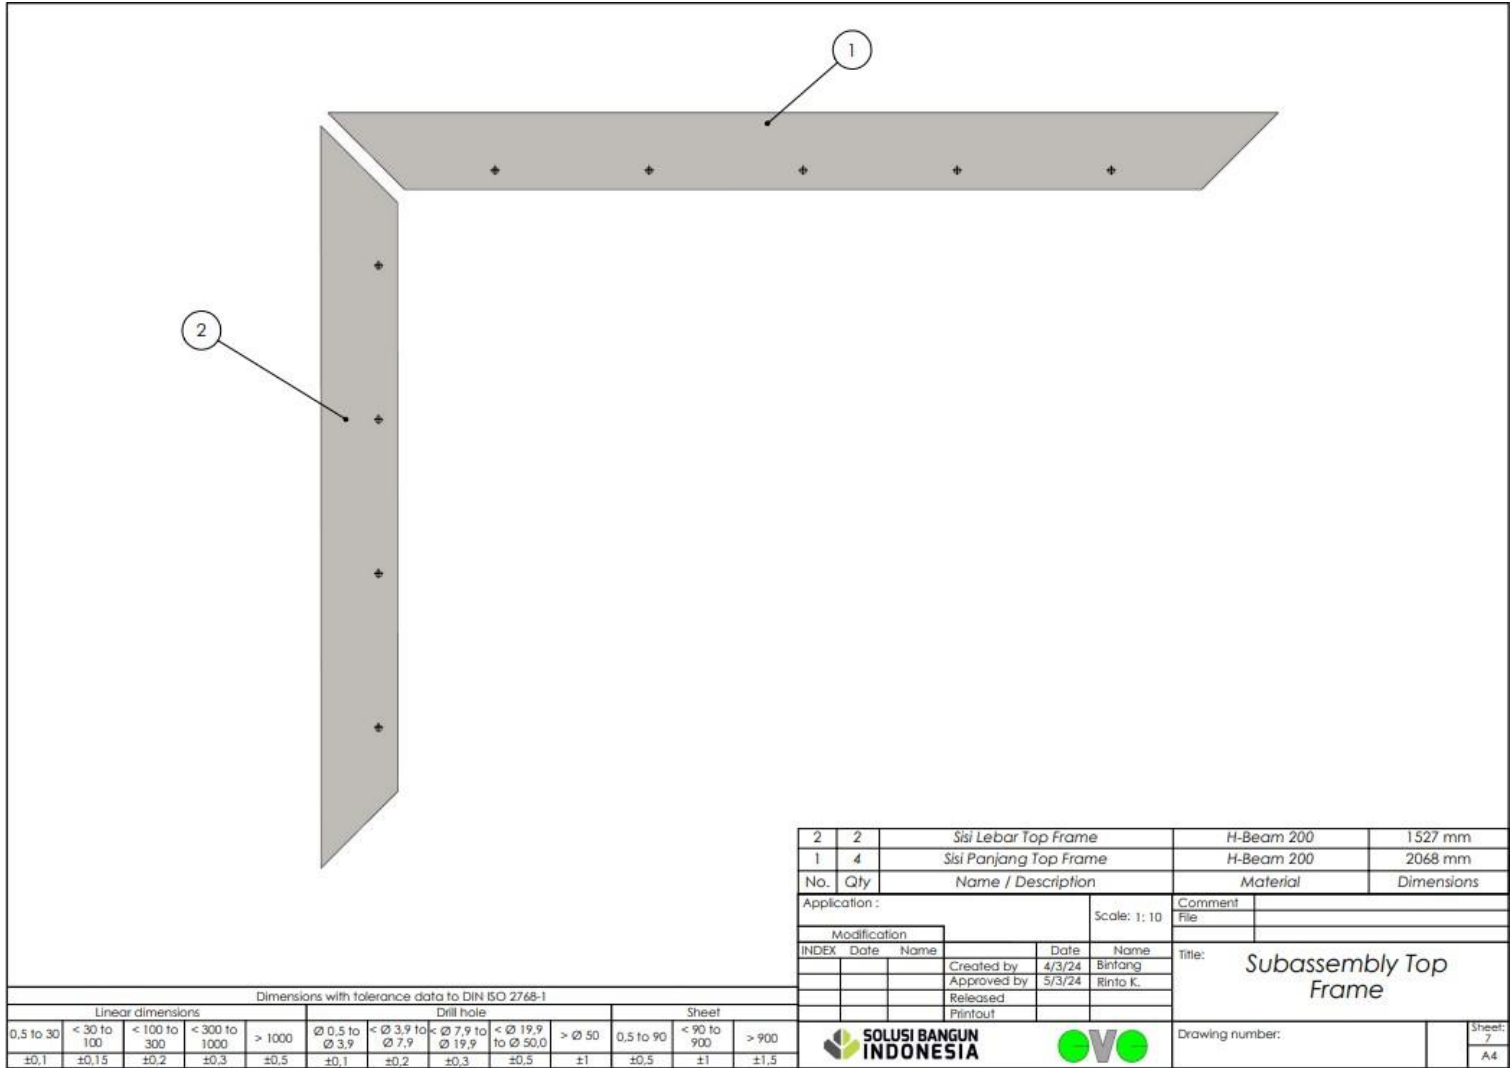 1
2
2 2 Sisi Lebar Top Frame H-Beam 200 1527 mm
1 4 Sisi Panjang Top Frame H-Beam 200 2068 mm
No. Qty Name / Description Material Dimensions
Application :
Scale: 1: 10
Comment
File
Modification
INDEX Date Name
Date Name
Created by 4/3/24 Bintang
Approved by 5/3/24 Rinto K.
Released
Printout
Title:
Subassembly Top
Frame
Dimensions with tolerance data to DIN ISO 2768-1
Linear dimensions Drill hole Sheet
0,5 to 30 < 30 to 100 < 100 to 300 < 300 to 1000 > 1000 Ø 0,5 to Ø 3,9 < Ø 3,9 to Ø 7,9 < Ø 7,9 to Ø 19,9 < Ø 19,9 to Ø 50,0 > Ø 50 0,5 to 90 < 90 to 900 > 900
±0,1 ±0,15 ±0,2 ±0,3 ±0,5 ±0,1 ±0,2 ±0,3 ±0,5 ±1 ±0,5 ±1 ±1,5
SOLUSI BANGUN
INDONESIA
OVO
Drawing number:
Sheet:
7
A4